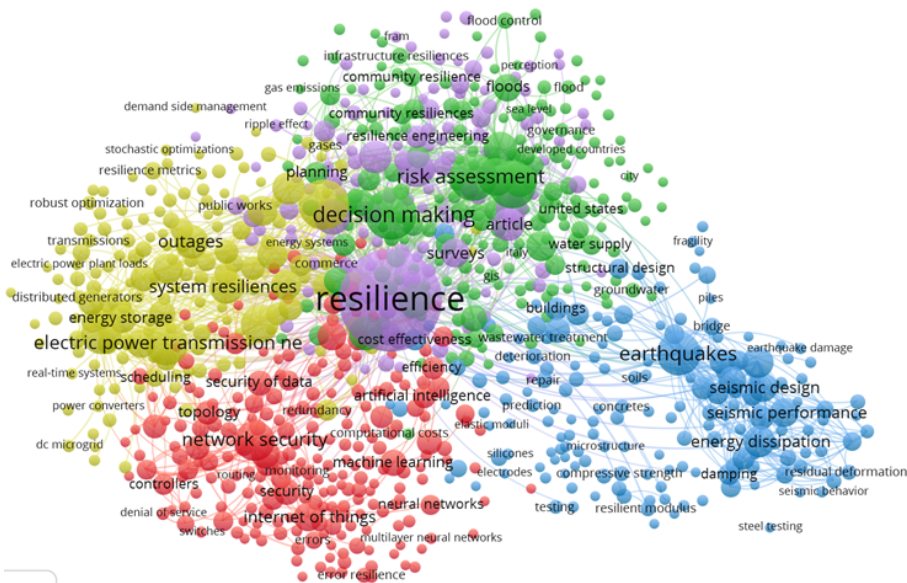 flood control
fram
infrastructure resiliences
perception
community resilience
gas emissions
floods
flood
demand side management
community resiliences
sea level
ripple effect
resilience engineering
governance
gases
stochastic optimizations
developed countries
resilience metrics
planning
risk assessment
city
robust optimization
public works
decision making
united states
article
transmissions
outages
energy systems
surveys
italy
water supply
fragility
electric power plant loads
commerce
gis
structural design
system resiliences
groundwater
distributed generators
resilience
buildings
piles
energy storage
bridge
electric power transmission ne
cost effectiveness
wastewater treatment
earthquakes
earthquake damage
deterioration
real-time systems
scheduling
efficiency
security of data
repair
soils
seismic design
artificial intelligence
power converters
topology
redundancy
prediction
concretes
seismic performance
elastic moduli
computational costs
network security
energy dissipation
dc microgrid
microstructure
silicones
machine learning
routing
monitoring
electrodes
compressive strength
damping
residual deformation
controllers
security
seismic behavior
neural networks
testing
resilient modulus
denial of service
internet of things
steel testing
switches
errors
multilayer neural networks
error resilience